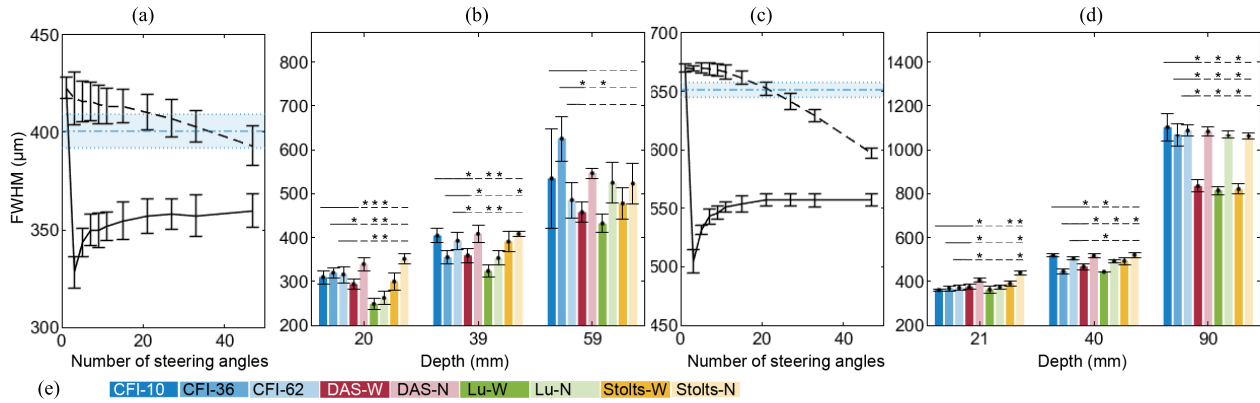 (a) (b) (c) (d)
450 400 350 300
FWHM (μm)
0 20 40
Number of steering angles
800 700 600 500 400 300 200
* * *
* * *
* *
* * *
* *
* * *
* *
20 39 59
Depth (mm)
700 650 600 550 500 450
0 20 40
Number of steering angles
1400 1200 1000 800 600 400 200
* * *
* *
* *
* *
* * * *
*
* * *
* * *
* * *
21 40 90
Depth (mm)
(e) CFI-10 CFI-36 CFI-62 DAS-W DAS-N Lu-W Lu-N Stolts-W Stolts-N